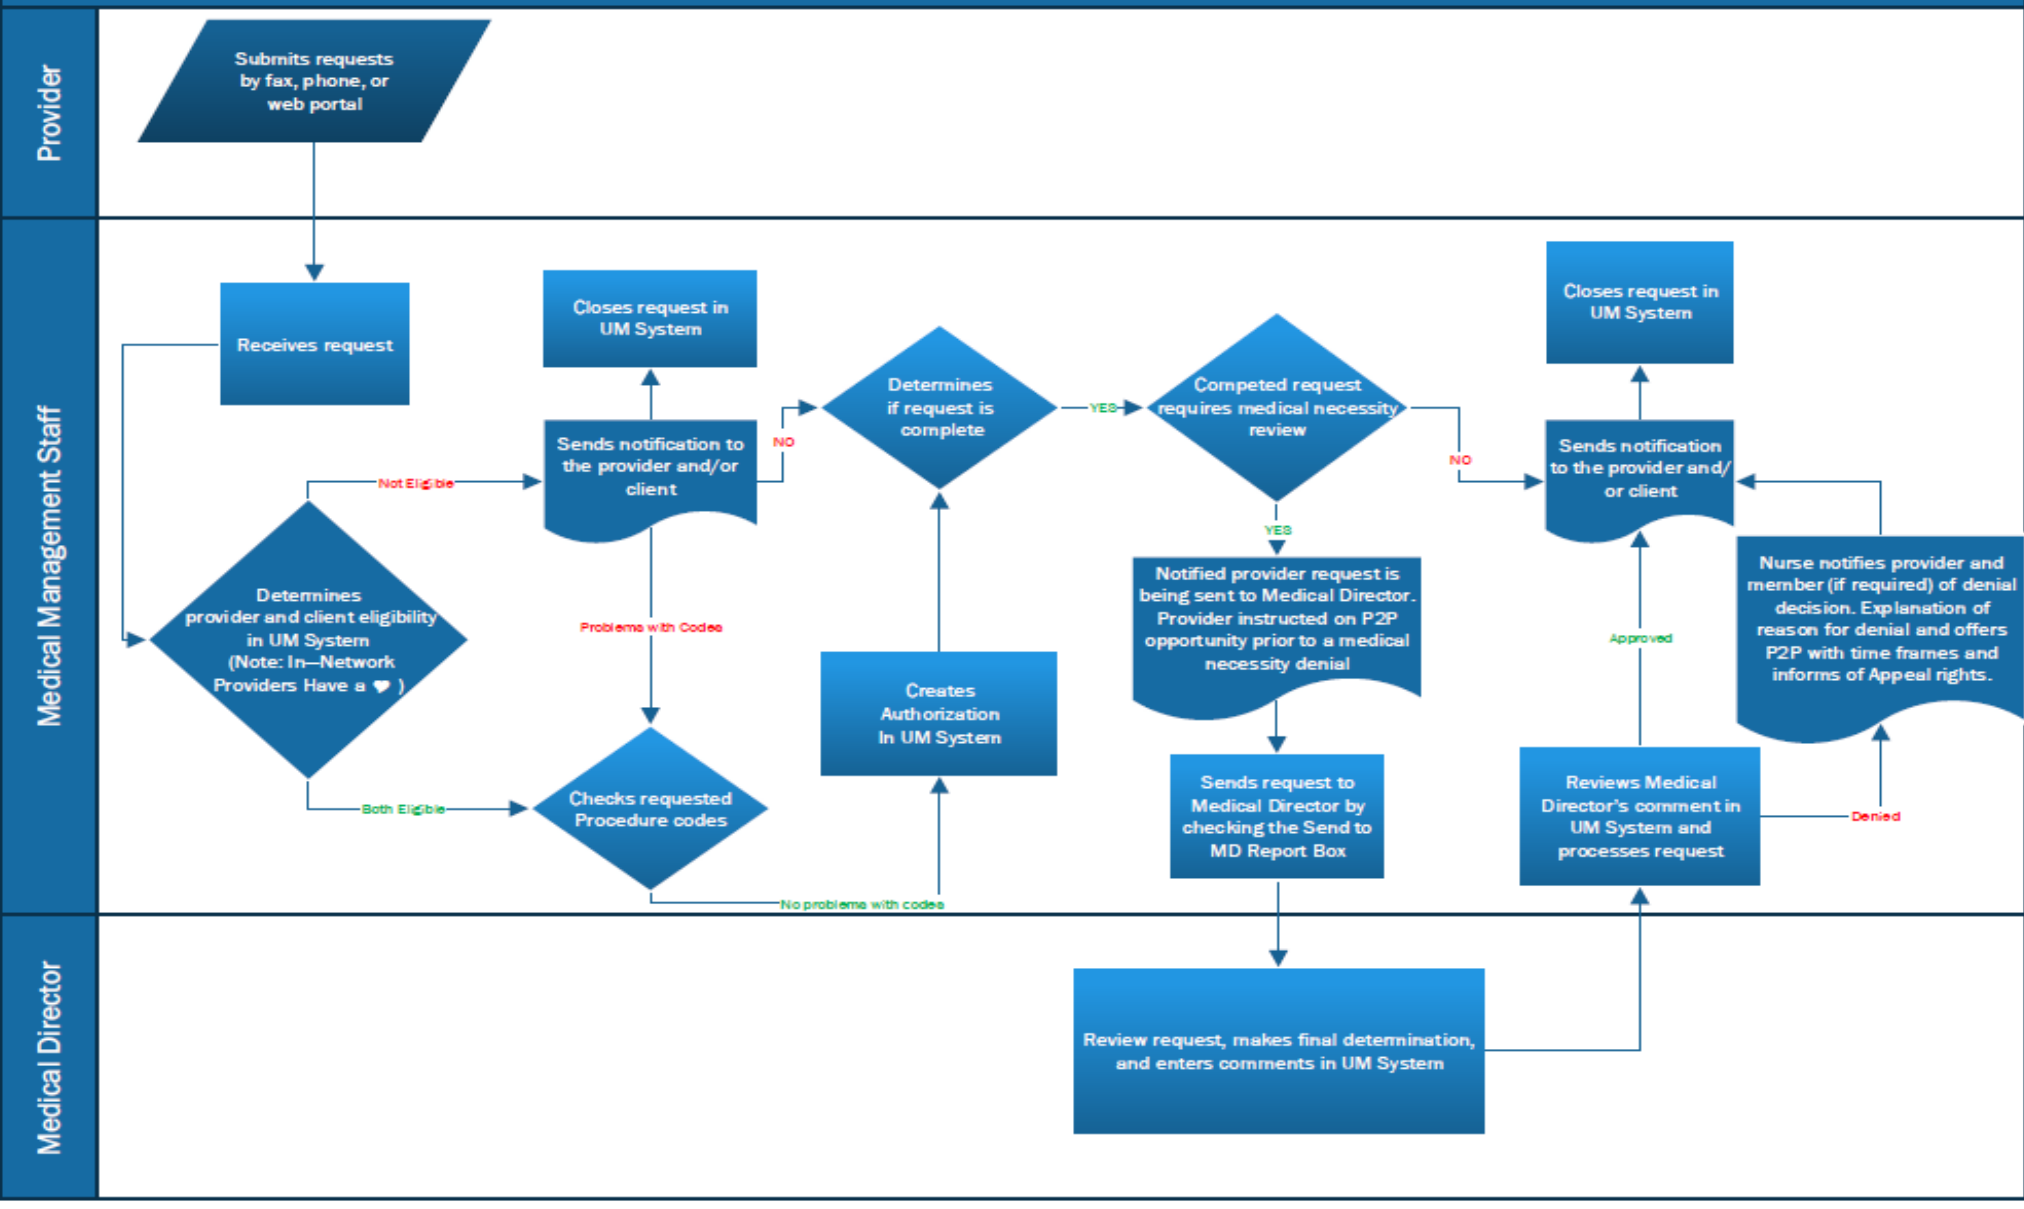 Provider
Submits requests
by fax, phone, or
web portal
Medical Management Staff
Receives request
Closes request in
UM System
Sends notification to
the provider and/or
client
Not Eligible
Determines
provider and client eligibility
in UM System
(Note: In—Network
Providers Have a ♥ )
Both Eligible
Problems with Codes
Checks requested
Procedure codes
No problems with codes
Creates
Authorization
In UM System
NO
Determines
if request is
complete
YES
Competed request
requires medical necessity
review
NO
YES
Notified provider request is
being sent to Medical Director.
Provider instructed on P2P
opportunity prior to a medical
necessity denial
Sends request to
Medical Director by
checking the Send to
MD Report Box
Closes request in
UM System
Sends notification
to the provider and/
or client
Approved
Nurse notifies provider and
member (if required) of denial
decision. Explanation of
reason for denial and offers
P2P with time frames and
informs of Appeal rights.
Reviews Medical
Director's comment in
UM System and
processes request
Denied
Medical Director
Review request, makes final determination,
and enters comments in UM System